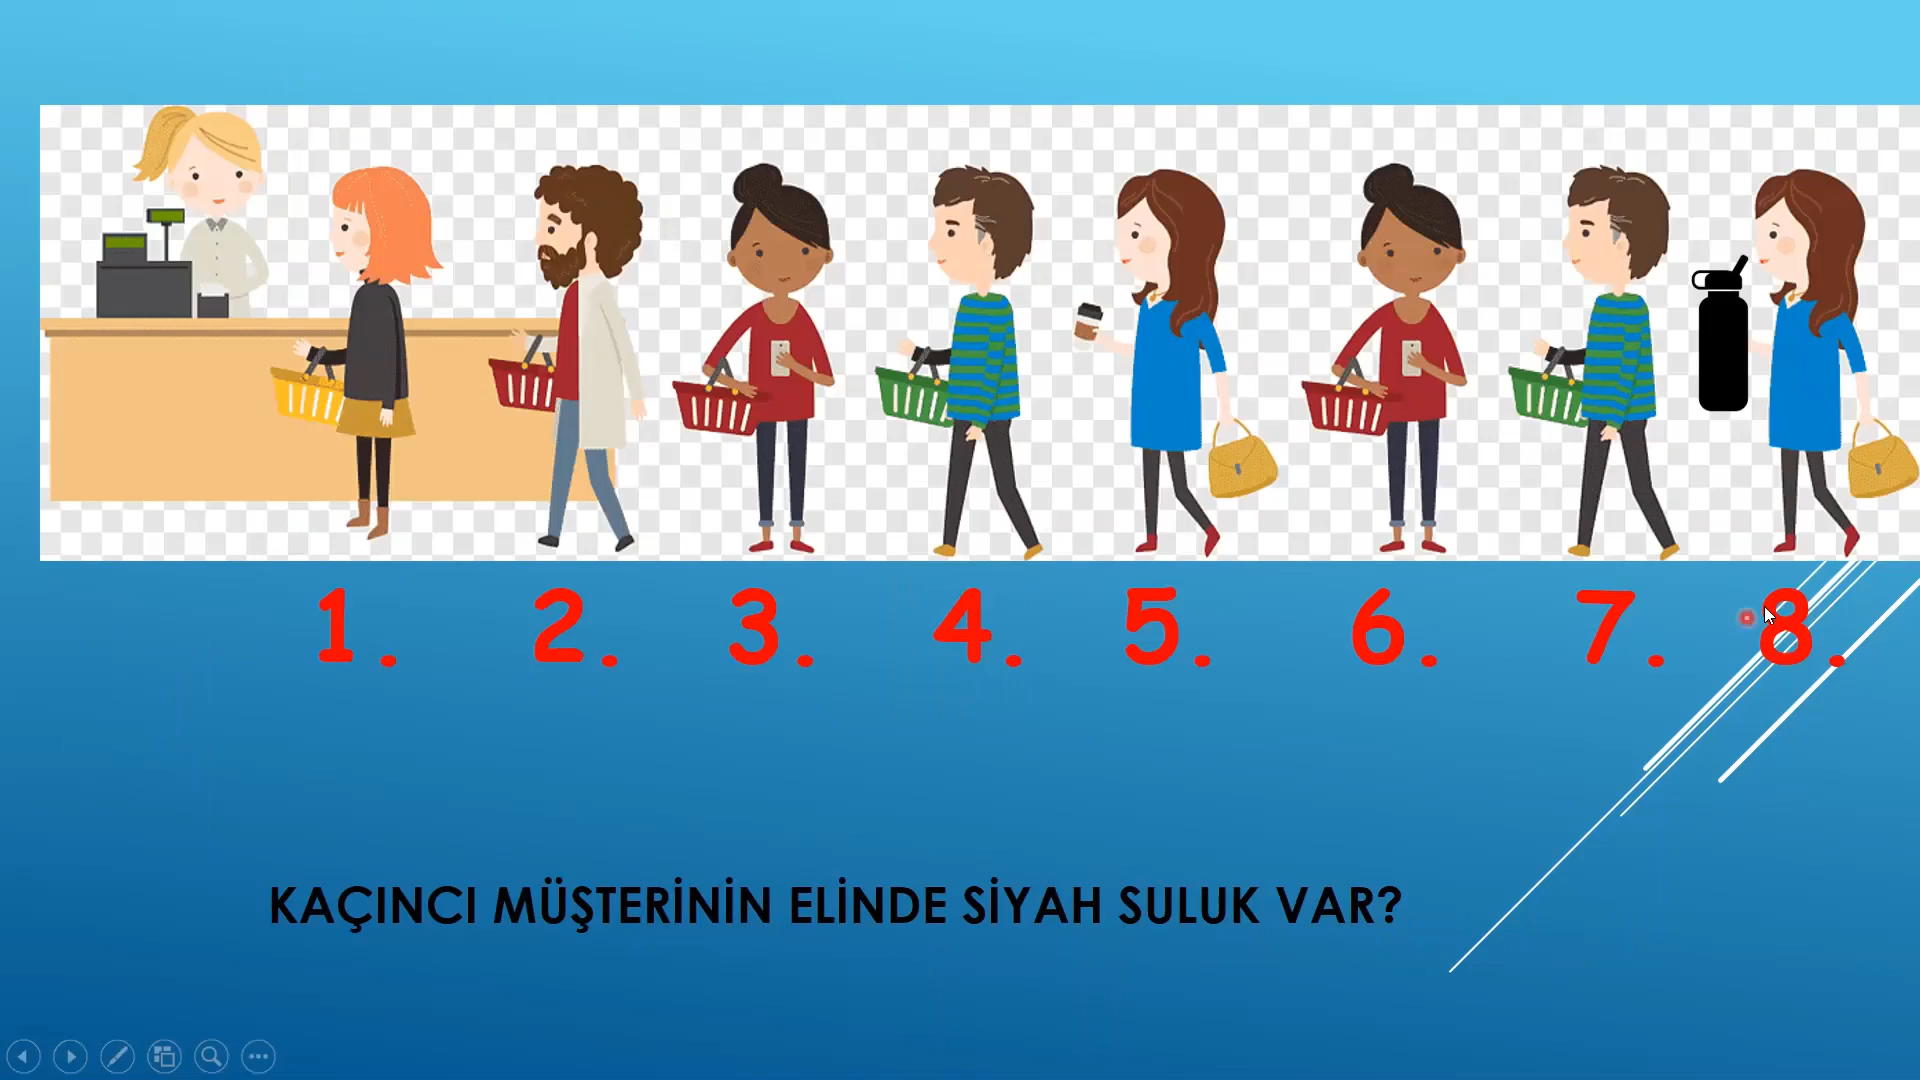 1. 2. 3. 4. 5. 6. 7. 8.
KAÇINCI MÜŞTERİNİN ELİNDE SİYAH SULUK VAR?